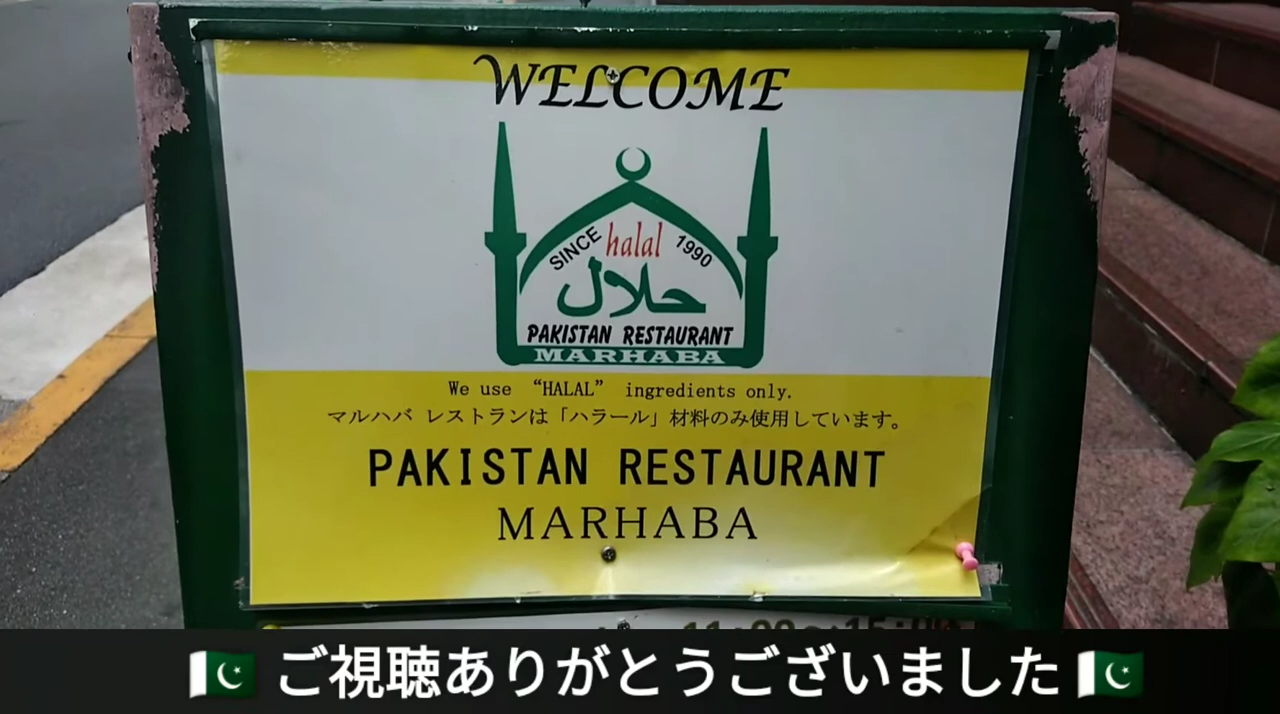 WELCOME
SINCE halal 1990
حلال
PAKISTAN RESTAURANT
MARHABA
We use “HALAL” ingredients only.
マルハバ レストランは「ハラール」材料のみ使用しています。
PAKISTAN RESTAURANT
MARHABA
🇵🇰 ご視聴ありがとうございました 🇵🇰